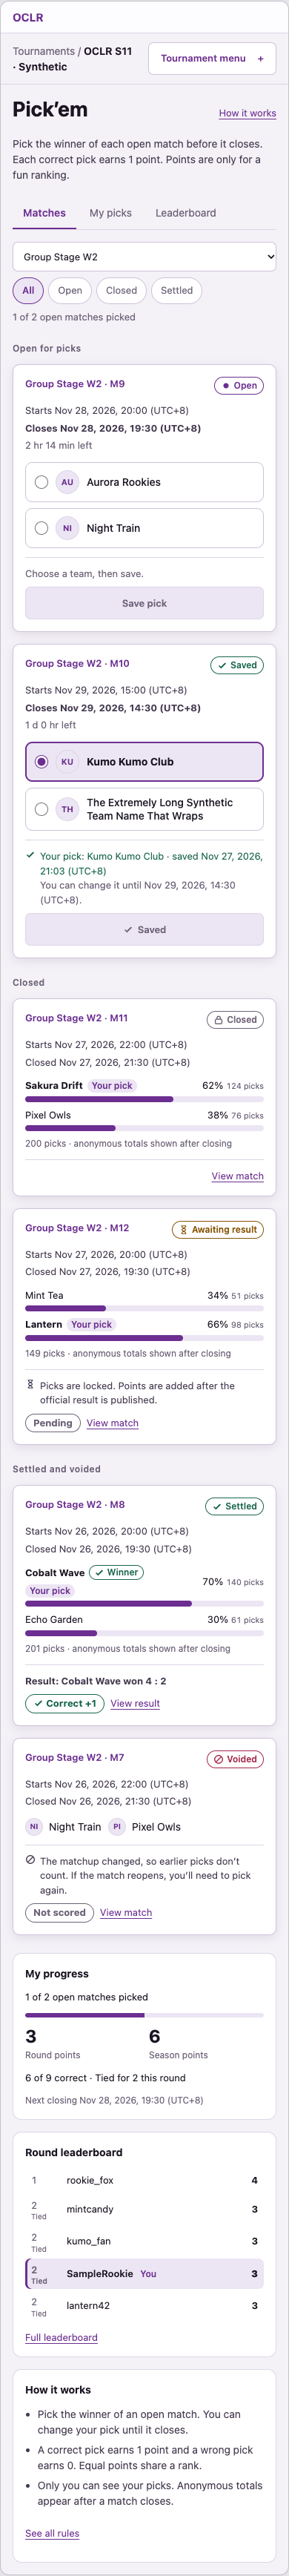 OCLR
Tournaments / OCLR S11
· Synthetic
Tournament menu +
Pick’em
How it works
Pick the winner of each open match before it closes.
Each correct pick earns 1 point. Points are only for a
fun ranking.
Matches My picks Leaderboard
Group Stage W2
All Open Closed Settled
1 of 2 open matches picked
Open for picks
Group Stage W2 · M9
Open
Starts Nov 28, 2026, 20:00 (UTC+8)
Closes Nov 28, 2026, 19:30 (UTC+8)
2 hr 14 min left
AU Aurora Rookies
NI Night Train
Choose a team, then save.
Save pick
Group Stage W2 · M10
Saved
Starts Nov 29, 2026, 15:00 (UTC+8)
Closes Nov 29, 2026, 14:30 (UTC+8)
1 d 0 hr left
KU Kumo Kumo Club
TH The Extremely Long Synthetic
Team Name That Wraps
Your pick: Kumo Kumo Club · saved Nov 27, 2026,
21:03 (UTC+8)
You can change it until Nov 29, 2026, 14:30
(UTC+8).
Saved
Closed
Group Stage W2 · M11
Closed
Starts Nov 27, 2026, 22:00 (UTC+8)
Closed Nov 27, 2026, 21:30 (UTC+8)
Sakura Drift Your pick 62% 124 picks
Pixel Owls 38% 76 picks
200 picks · anonymous totals shown after closing
View match
Group Stage W2 · M12
Awaiting result
Starts Nov 27, 2026, 20:00 (UTC+8)
Closed Nov 27, 2026, 19:30 (UTC+8)
Mint Tea 34% 51 picks
Lantern Your pick 66% 98 picks
149 picks · anonymous totals shown after closing
Picks are locked. Points are added after the
official result is published.
Pending View match
Settled and voided
Group Stage W2 · M8
Settled
Starts Nov 26, 2026, 20:00 (UTC+8)
Closed Nov 26, 2026, 19:30 (UTC+8)
Cobalt Wave Winner
Your pick
70% 140 picks
Echo Garden 30% 61 picks
201 picks · anonymous totals shown after closing
Result: Cobalt Wave won 4 : 2
Correct +1 View result
Group Stage W2 · M7
Voided
Starts Nov 26, 2026, 22:00 (UTC+8)
Closed Nov 26, 2026, 21:30 (UTC+8)
NI Night Train PI Pixel Owls
The matchup changed, so earlier picks don’t
count. If the match reopens, you’ll need to pick
again.
Not scored View match
My progress
1 of 2 open matches picked
3 6
Round points Season points
6 of 9 correct · Tied for 2 this round
Next closing Nov 28, 2026, 19:30 (UTC+8)
Round leaderboard
1 rookie_fox 4
2 Tied mintcandy 3
2 Tied kumo_fan 3
2 Tied SampleRookie You 3
2 Tied lantern42 3
Full leaderboard
How it works
• Pick the winner of an open match. You can
change your pick until it closes.
• A correct pick earns 1 point and a wrong pick
earns 0. Equal points share a rank.
• Only you can see your picks. Anonymous totals
appear after a match closes.
See all rules